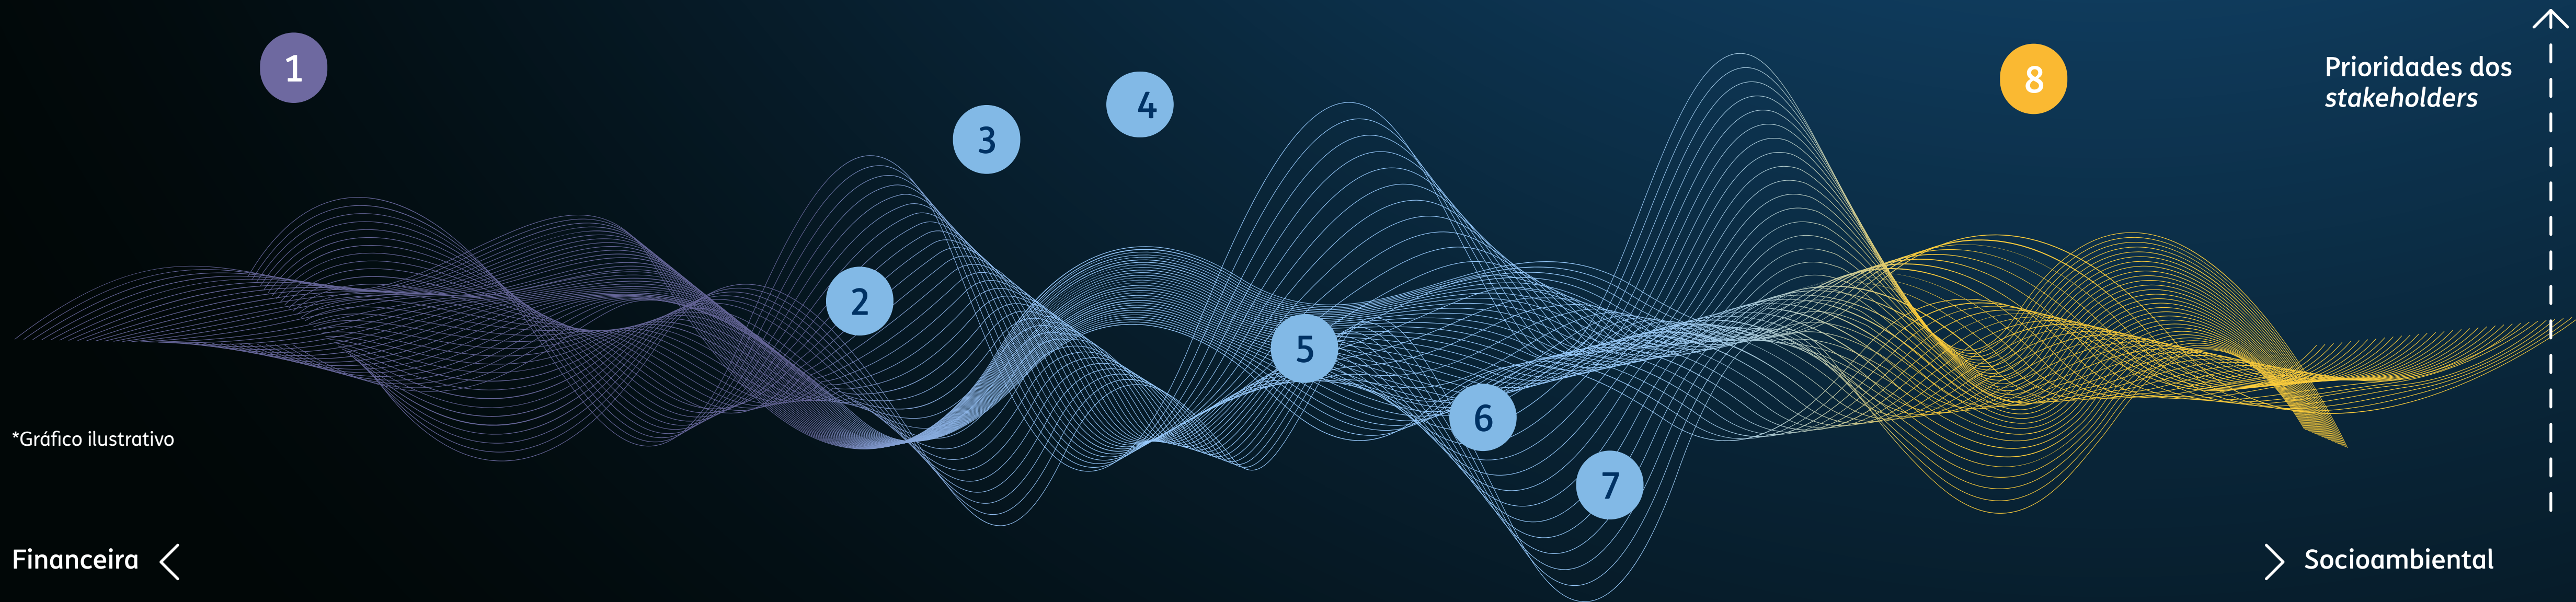 1
2
3
4
5
6
7
8
Prioridades dos
stakeholders
*Gráfico ilustrativo
Financeira
Socioambiental